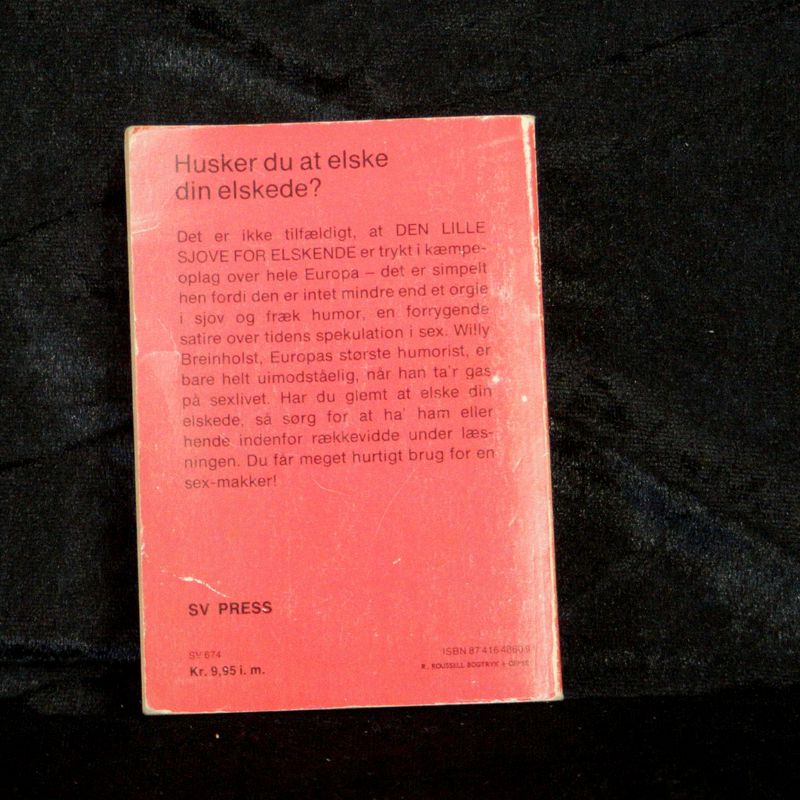 Husker du at elske
din elskede?
Det er ikke tilfældigt, at DEN LILLE
SJOVE FOR ELSKENDE er trykt i kæmpe-
oplag over hele Europa – det er simpelt
hen fordi den er intet mindre end et orgie
i sjov og fræk humor, en forrygende
satire over tidens spekulation i sex. Willy
Breinholst, Europas største humorist, er
bare helt uimodståelig, når han ta'r gas
på sexlivet. Har du glemt at elske din
elskede, så sørg for at ha' ham eller
hende indenfor rækkevidde under læs-
ningen. Du får meget hurtigt brug for en
sex-makker!
SV PRESS
SV 674
Kr. 9,95 i. m.
ISBN 87 416
R. ROUSSELL BOGTRYK +